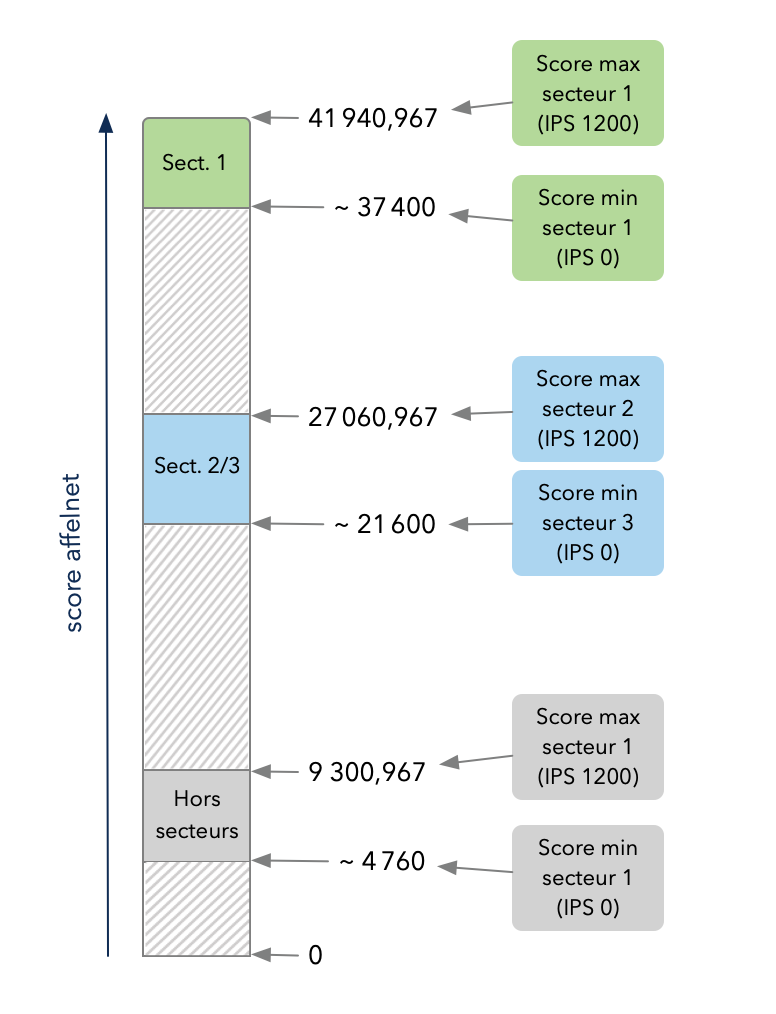 Score max
secteur 1
(IPS 1200)
41 940,967
Sect. 1
Score min
secteur 1
(IPS 0)
~ 37 400
Score max
secteur 2
(IPS 1200)
27 060,967
Sect. 2/3
Score min
secteur 3
(IPS 0)
~ 21 600
score affelnet
Score max
secteur 1
(IPS 1200)
9 300,967
Hors
secteurs
Score min
secteur 1
(IPS 0)
~ 4 760
0